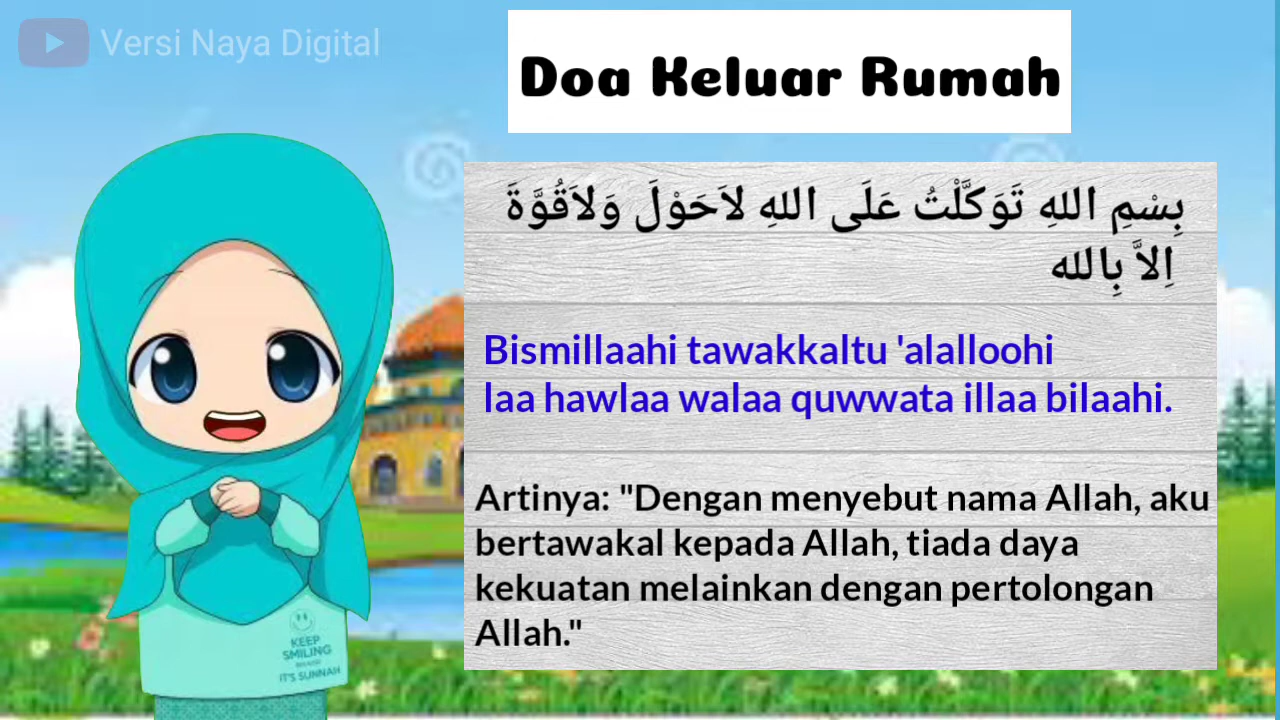 Versi Naya Digital
Doa Keluar Rumah
بِسْمِ اللهِ تَوَكَّلْتُ عَلَى اللهِ لاَحَوْلَ وَلاَقُوَّةَ
اِلاَّ بِالله
Bismillaahi tawakkaltu 'alalloohi
laa hawlaa walaa quwwata illaa bilaahi.
Artinya: "Dengan menyebut nama Allah, aku
bertawakal kepada Allah, tiada daya
kekuatan melainkan dengan pertolongan
Allah."
KEEP
SMILING
IT'S SUNNAH